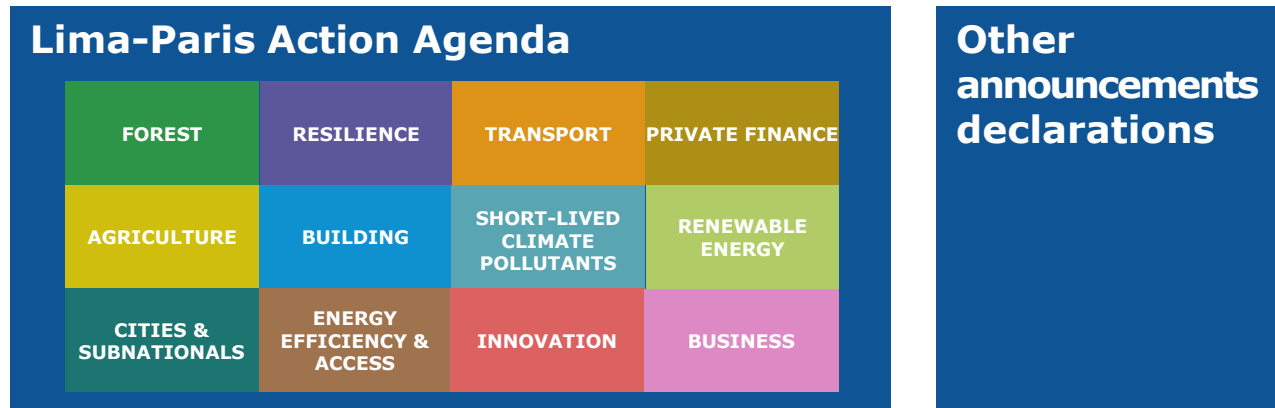 Lima-Paris Action Agenda
FOREST
RESILIENCE
TRANSPORT
PRIVATE FINANCE
AGRICULTURE
BUILDING
SHORT-LIVED
CLIMATE
POLLUTANTS
RENEWABLE
ENERGY
CITIES &
SUBNATIONALS
ENERGY
EFFICIENCY &
ACCESS
INNOVATION
BUSINESS
Other
announcements
declarations